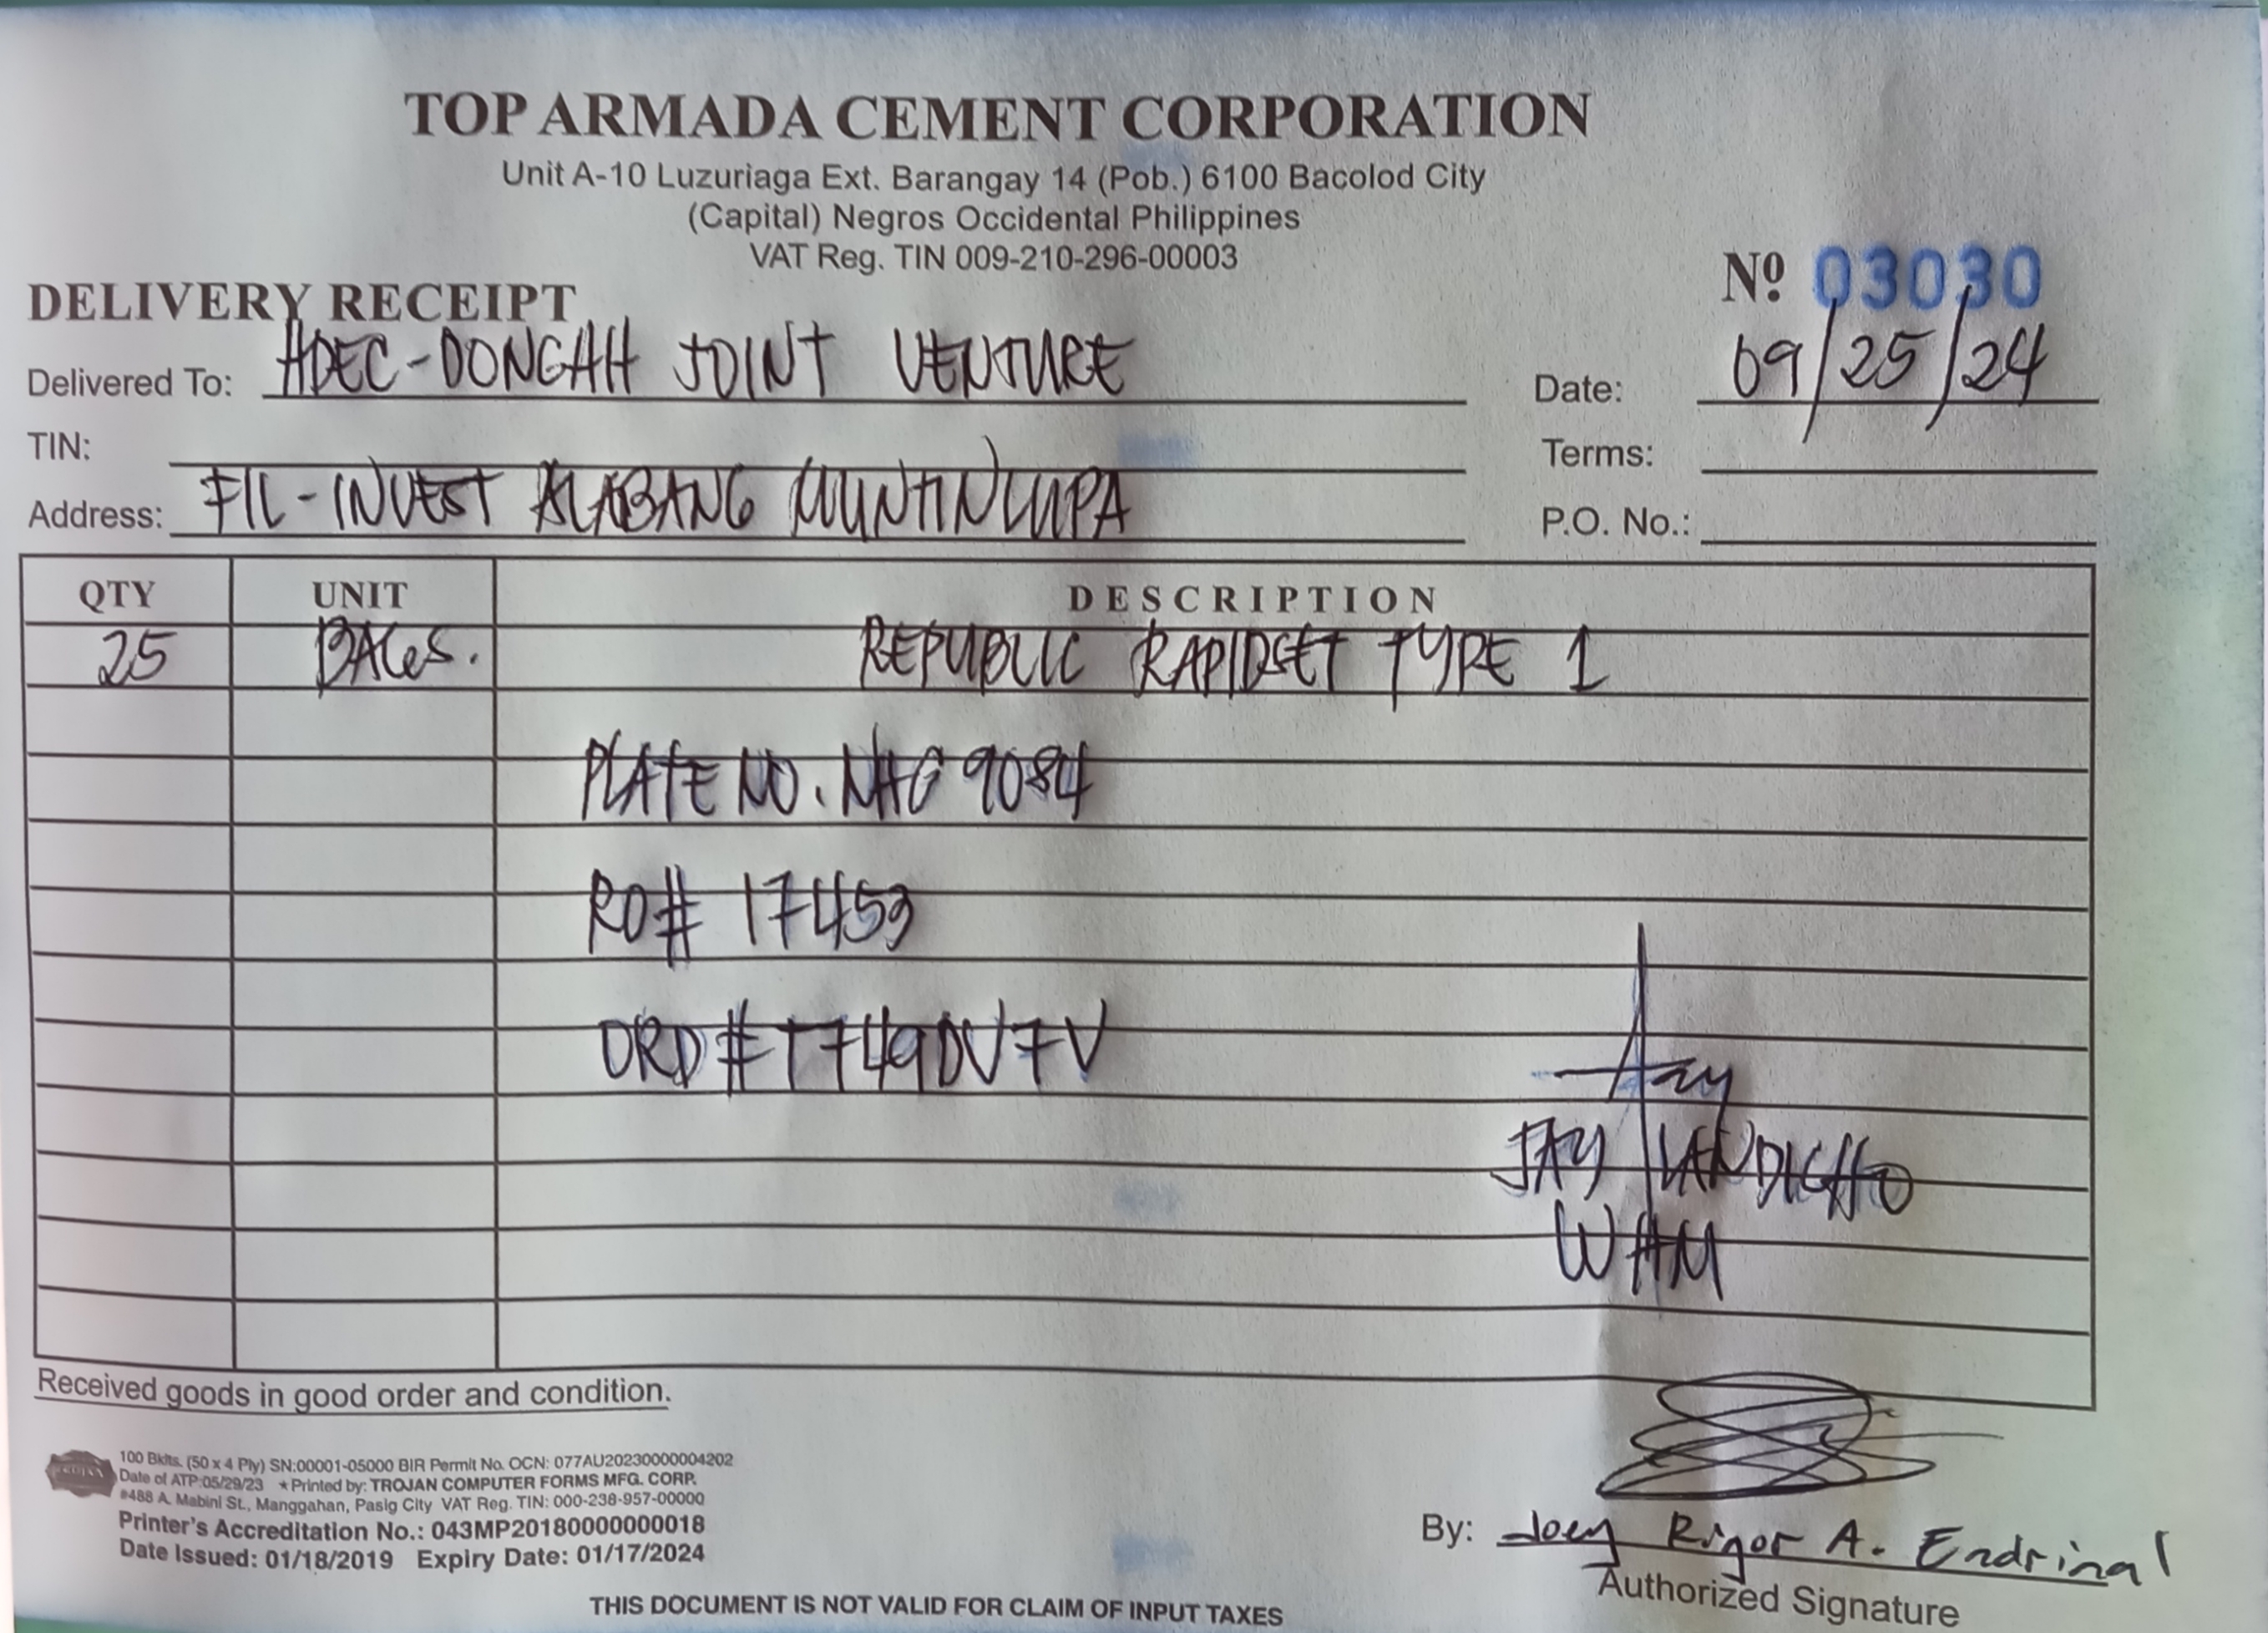 TOP ARMADA CEMENT CORPORATION
Unit A-10 Luzuriaga Ext. Barangay 14 (Pob.) 6100 Bacolod City
(Capital) Negros Occidental Philippines
VAT Reg. TIN 009-210-296-00003
DELIVERY RECEIPT
Nº 03030
Delivered To: HDEC-DONGAH JOINT VENTURE
Date: 09/25/24
TIN:
Terms:
Address: FIL-INVEST ALABANG MUNTINLUPA
P.O. No.:
QTY UNIT DESCRIPTION
25 BAGS. REPUBLIC RAPIDSET TYPE 1
PLATE NO. NAG 9084
RO# 17453
ORD# T749DV7V
Jay
JAY LANDICHO
WHM
Received goods in good order and condition.
100 Bklts. (50 x 4 Ply) SN:00001-05000 BIR Permit No. OCN: 077AU20230000004202
Date of ATP:05/29/23 ★Printed by: TROJAN COMPUTER FORMS MFG. CORP.
#488 A. Mabini St., Manggahan, Pasig City VAT Reg. TIN: 000-238-957-00000
Printer's Accreditation No.: 043MP20180000000018
Date Issued: 01/18/2019 Expiry Date: 01/17/2024
By: Joey Rigor A. Endrinal
Authorized Signature
THIS DOCUMENT IS NOT VALID FOR CLAIM OF INPUT TAXES